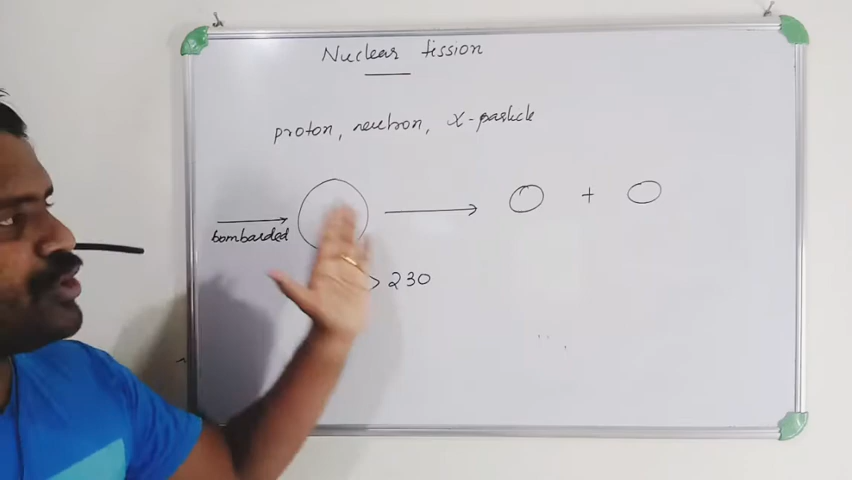 Nuclear fission
proton, neutron, α-particle
→ ○ → ○ + ○
bombarded
> 230